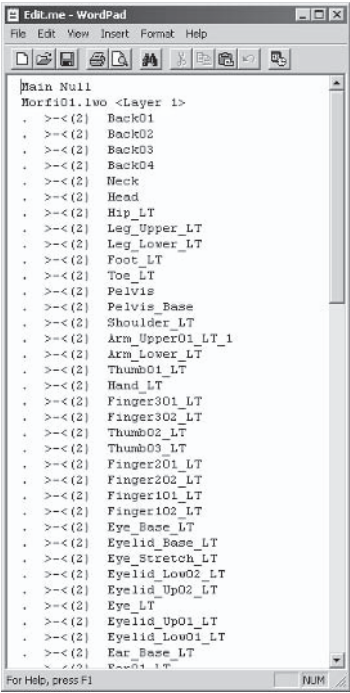 Edit.me - WordPad
File Edit View Insert Format Help
Main Null
Morfi01.lwo <Layer 1>
. >-<(2) Back01
. >-<(2) Back02
. >-<(2) Back03
. >-<(2) Back04
. >-<(2) Neck
. >-<(2) Head
. >-<(2) Hip_LT
. >-<(2) Leg_Upper_LT
. >-<(2) Leg_Lower_LT
. >-<(2) Foot_LT
. >-<(2) Toe_LT
. >-<(2) Pelvis
. >-<(2) Pelvis_Base
. >-<(2) Shoulder_LT
. >-<(2) Arm_Upper01_LT_1
. >-<(2) Arm_Lower_LT
. >-<(2) Thumb01_LT
. >-<(2) Hand_LT
. >-<(2) Finger301_LT
. >-<(2) Finger302_LT
. >-<(2) Thumb02_LT
. >-<(2) Thumb03_LT
. >-<(2) Finger201_LT
. >-<(2) Finger202_LT
. >-<(2) Finger101_LT
. >-<(2) Finger102_LT
. >-<(2) Eye_Base_LT
. >-<(2) Eyelid_Base_LT
. >-<(2) Eye_Stretch_LT
. >-<(2) Eyelid_Low02_LT
. >-<(2) Eyelid_Up02_LT
. >-<(2) Eye_LT
. >-<(2) Eyelid_Up01_LT
. >-<(2) Eyelid_Low01_LT
. >-<(2) Ear_Base_LT
. >-<(2) Ear01_LT
For Help, press F1
NUM